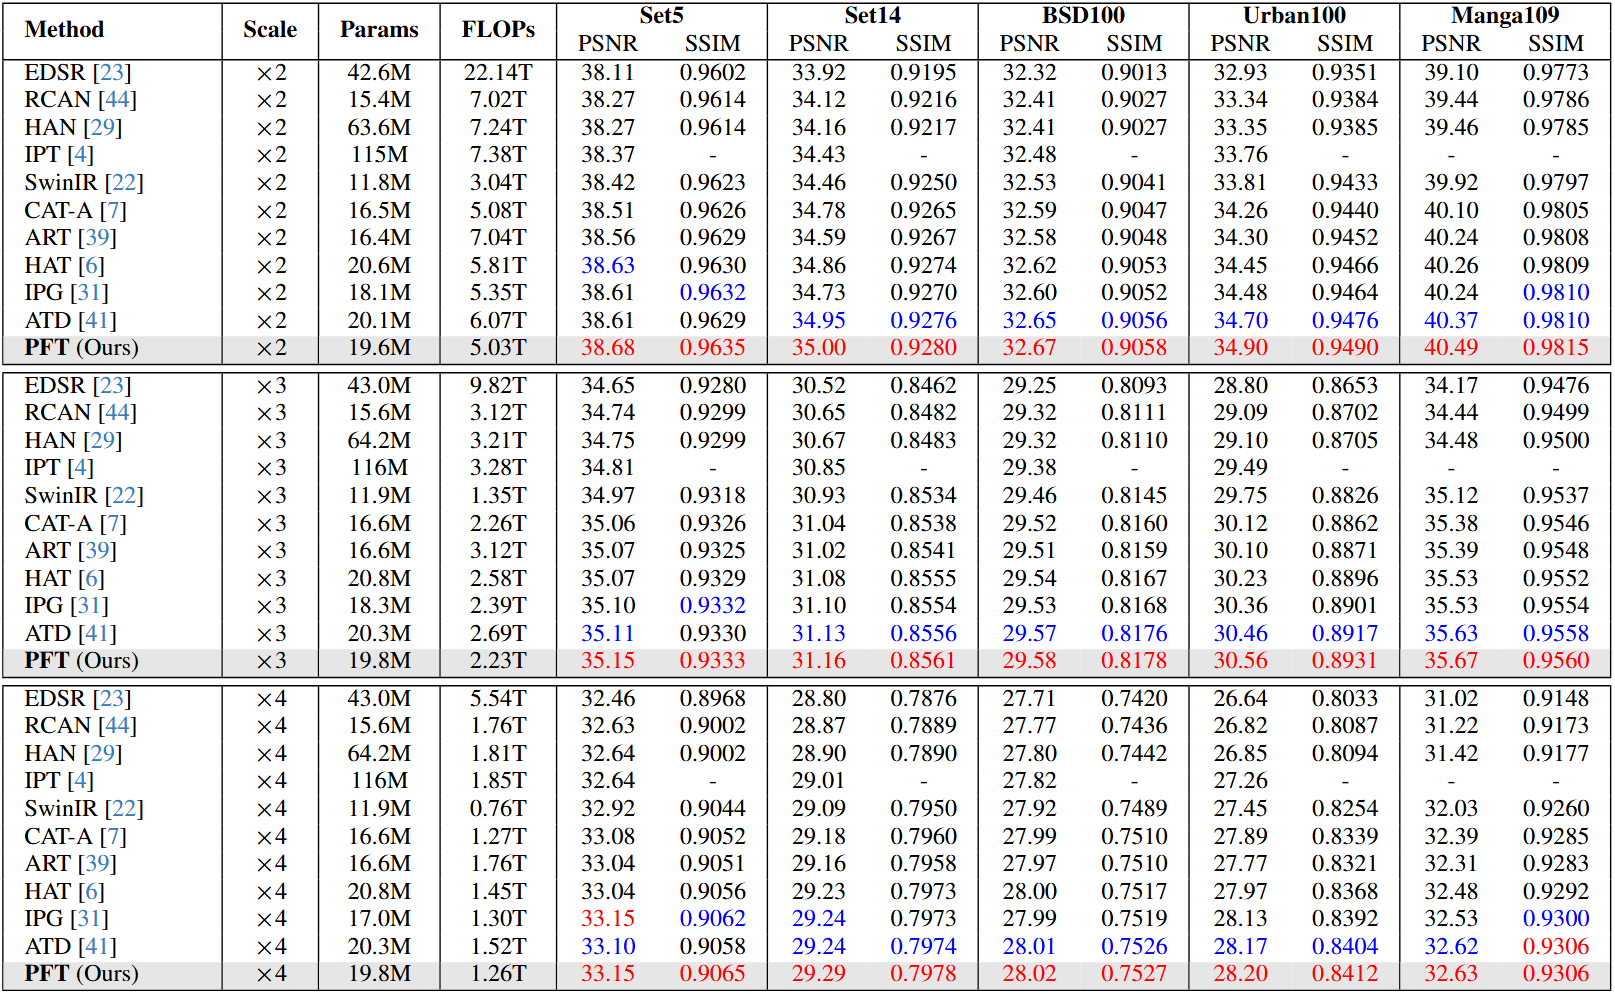 Method Scale Params FLOPs Set5 Set14 BSD100 Urban100 Manga109
PSNR SSIM PSNR SSIM PSNR SSIM PSNR SSIM PSNR SSIM
EDSR [23] ×2 42.6M 22.14T 38.11 0.9602 33.92 0.9195 32.32 0.9013 32.93 0.9351 39.10 0.9773
RCAN [44] ×2 15.4M 7.02T 38.27 0.9614 34.12 0.9216 32.41 0.9027 33.34 0.9384 39.44 0.9786
HAN [29] ×2 63.6M 7.24T 38.27 0.9614 34.16 0.9217 32.41 0.9027 33.35 0.9385 39.46 0.9785
IPT [4] ×2 115M 7.38T 38.37 - 34.43 - 32.48 - 33.76 - - -
SwinIR [22] ×2 11.8M 3.04T 38.42 0.9623 34.46 0.9250 32.53 0.9041 33.81 0.9433 39.92 0.9797
CAT-A [7] ×2 16.5M 5.08T 38.51 0.9626 34.78 0.9265 32.59 0.9047 34.26 0.9440 40.10 0.9805
ART [39] ×2 16.4M 7.04T 38.56 0.9629 34.59 0.9267 32.58 0.9048 34.30 0.9452 40.24 0.9808
HAT [6] ×2 20.6M 5.81T 38.63 0.9630 34.86 0.9274 32.62 0.9053 34.45 0.9466 40.26 0.9809
IPG [31] ×2 18.1M 5.35T 38.61 0.9632 34.73 0.9270 32.60 0.9052 34.48 0.9464 40.24 0.9810
ATD [41] ×2 20.1M 6.07T 38.61 0.9629 34.95 0.9276 32.65 0.9056 34.70 0.9476 40.37 0.9810
PFT (Ours) ×2 19.6M 5.03T 38.68 0.9635 35.00 0.9280 32.67 0.9058 34.90 0.9490 40.49 0.9815
EDSR [23] ×3 43.0M 9.82T 34.65 0.9280 30.52 0.8462 29.25 0.8093 28.80 0.8653 34.17 0.9476
RCAN [44] ×3 15.6M 3.12T 34.74 0.9299 30.65 0.8482 29.32 0.8111 29.09 0.8702 34.44 0.9499
HAN [29] ×3 64.2M 3.21T 34.75 0.9299 30.67 0.8483 29.32 0.8110 29.10 0.8705 34.48 0.9500
IPT [4] ×3 116M 3.28T 34.81 - 30.85 - 29.38 - 29.49 - - -
SwinIR [22] ×3 11.9M 1.35T 34.97 0.9318 30.93 0.8534 29.46 0.8145 29.75 0.8826 35.12 0.9537
CAT-A [7] ×3 16.6M 2.26T 35.06 0.9326 31.04 0.8538 29.52 0.8160 30.12 0.8862 35.38 0.9546
ART [39] ×3 16.6M 3.12T 35.07 0.9325 31.02 0.8541 29.51 0.8159 30.10 0.8871 35.39 0.9548
HAT [6] ×3 20.8M 2.58T 35.07 0.9329 31.08 0.8555 29.54 0.8167 30.23 0.8896 35.53 0.9552
IPG [31] ×3 18.3M 2.39T 35.10 0.9332 31.10 0.8554 29.53 0.8168 30.36 0.8901 35.53 0.9554
ATD [41] ×3 20.3M 2.69T 35.11 0.9330 31.13 0.8556 29.57 0.8176 30.46 0.8917 35.63 0.9558
PFT (Ours) ×3 19.8M 2.23T 35.15 0.9333 31.16 0.8561 29.58 0.8178 30.56 0.8931 35.67 0.9560
EDSR [23] ×4 43.0M 5.54T 32.46 0.8968 28.80 0.7876 27.71 0.7420 26.64 0.8033 31.02 0.9148
RCAN [44] ×4 15.6M 1.76T 32.63 0.9002 28.87 0.7889 27.77 0.7436 26.82 0.8087 31.22 0.9173
HAN [29] ×4 64.2M 1.81T 32.64 0.9002 28.90 0.7890 27.80 0.7442 26.85 0.8094 31.42 0.9177
IPT [4] ×4 116M 1.85T 32.64 - 29.01 - 27.82 - 27.26 - - -
SwinIR [22] ×4 11.9M 0.76T 32.92 0.9044 29.09 0.7950 27.92 0.7489 27.45 0.8254 32.03 0.9260
CAT-A [7] ×4 16.6M 1.27T 33.08 0.9052 29.18 0.7960 27.99 0.7510 27.89 0.8339 32.39 0.9285
ART [39] ×4 16.6M 1.76T 33.04 0.9051 29.16 0.7958 27.97 0.7510 27.77 0.8321 32.31 0.9283
HAT [6] ×4 20.8M 1.45T 33.04 0.9056 29.23 0.7973 28.00 0.7517 27.97 0.8368 32.48 0.9292
IPG [31] ×4 17.0M 1.30T 33.15 0.9062 29.24 0.7973 27.99 0.7519 28.13 0.8392 32.53 0.9300
ATD [41] ×4 20.3M 1.52T 33.10 0.9058 29.24 0.7974 28.01 0.7526 28.17 0.8404 32.62 0.9306
PFT (Ours) ×4 19.8M 1.26T 33.15 0.9065 29.29 0.7978 28.02 0.7527 28.20 0.8412 32.63 0.9306